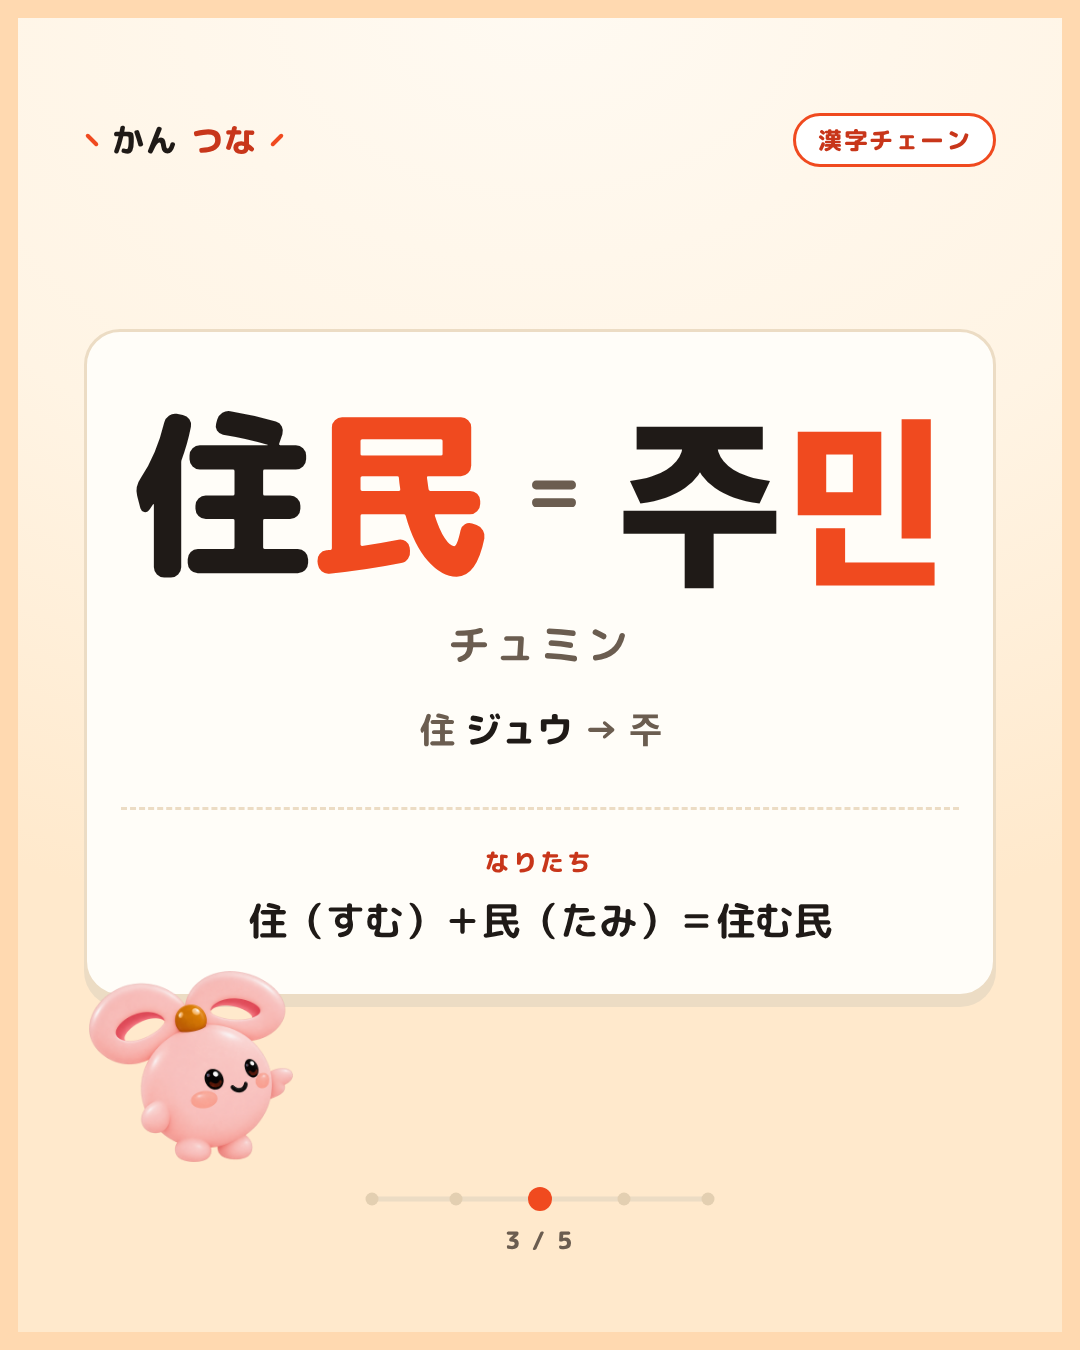 かん つな
漢字チェーン
住民 = 주민
チュミン
住 ジュウ → 주
なりたち
住（すむ）＋民（たみ）＝住む民
3 / 5